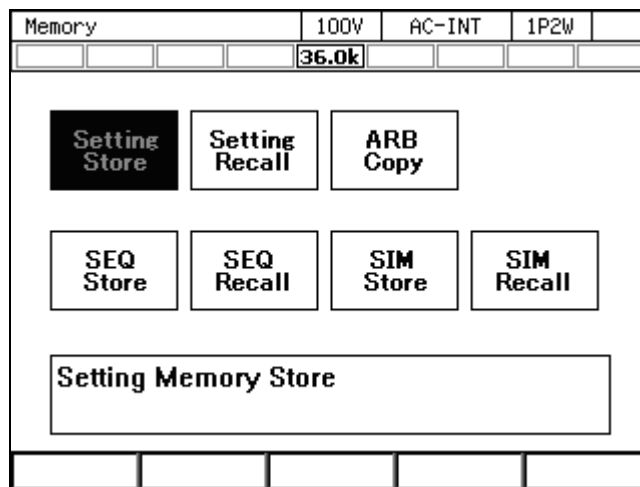 Memory 100V AC-INT 1P2W
36.0k
Setting Store
Setting Recall
ARB Copy
SEQ Store
SEQ Recall
SIM Store
SIM Recall
Setting Memory Store